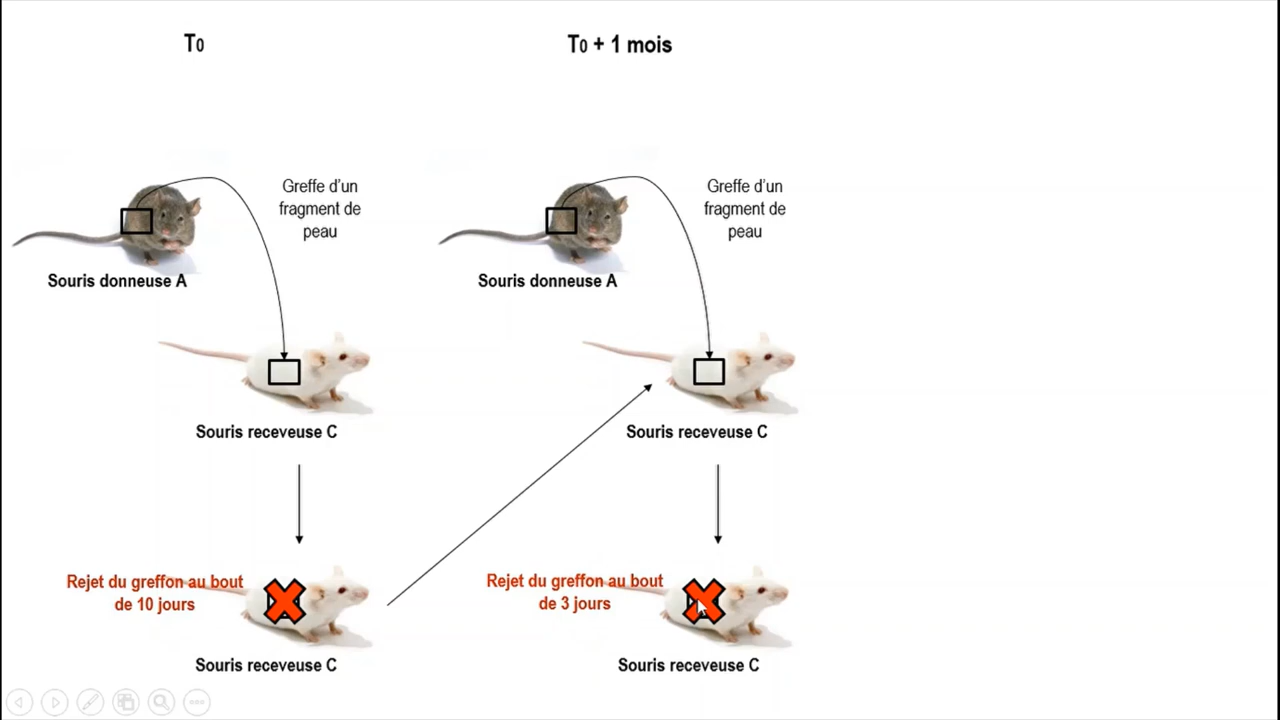 T0
T0 + 1 mois
Greffe d’un
fragment de
peau
Souris donneuse A
Souris receveuse C
Rejet du greffon au bout
de 10 jours
Souris receveuse C
Greffe d’un
fragment de
peau
Souris donneuse A
Souris receveuse C
Rejet du greffon au bout
de 3 jours
Souris receveuse C